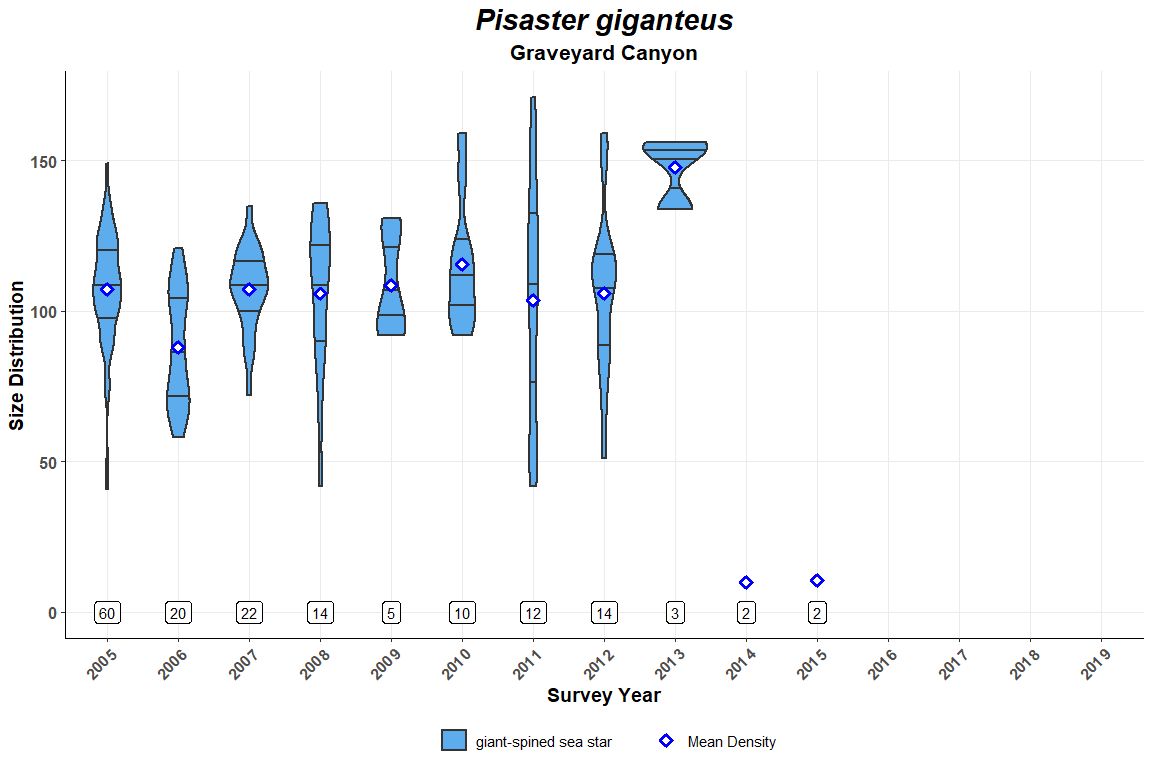 Pisaster giganteus
Graveyard Canyon
Size Distribution
150
100
50
0
60 20 22 14 5 10 12 14 3 2 2
2005 2006 2007 2008 2009 2010 2011 2012 2013 2014 2015 2016 2017 2018 2019
Survey Year
giant-spined sea star Mean Density